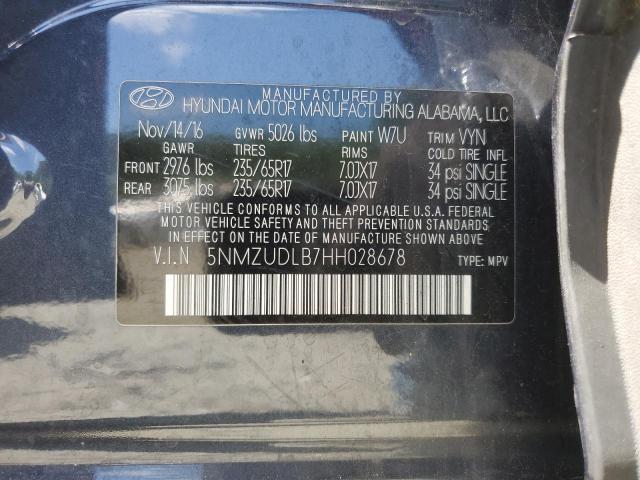 MANUFACTURED BY
HYUNDAI MOTOR MANUFACTURING ALABAMA, LLC
Nov/14/16 GVWR 5026 lbs PAINT W7U TRIM VYN
GAWR TIRES RIMS COLD TIRE INFL
FRONT 2976 lbs 235/65R17 7.0JX17 34 psi SINGLE
REAR 3075 lbs 235/65R17 7.0JX17 34 psi SINGLE
THIS VEHICLE CONFORMS TO ALL APPLICABLE U.S.A. FEDERAL
MOTOR VEHICLE SAFETY AND THEFT PREVENTION STANDARDS
IN EFFECT ON THE DATE OF MANUFACTURE SHOWN ABOVE.
V.I.N 5NMZUDLB7HH028678 TYPE: MPV